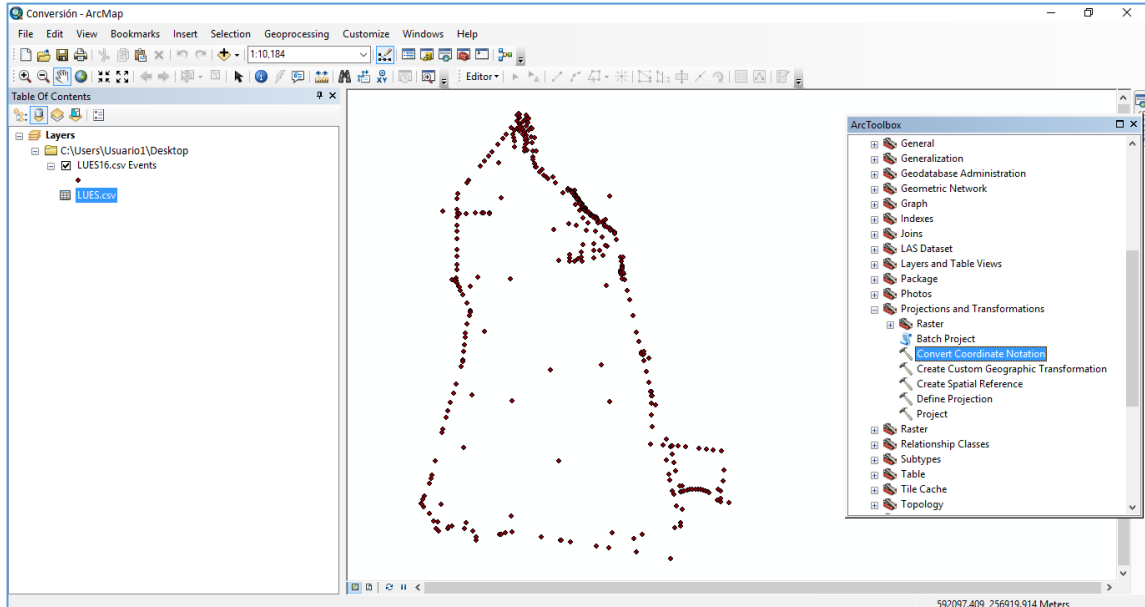 Conversión - ArcMap
File Edit View Bookmarks Insert Selection Geoprocessing Customize Windows Help
1:10,184
Editor
Table Of Contents
Layers
C:\Users\Usuario1\Desktop
LUES16.csv Events
LUES.csv
ArcToolbox
General
Generalization
Geodatabase Administration
Geometric Network
Graph
Indexes
Joins
LAS Dataset
Layers and Table Views
Package
Photos
Projections and Transformations
Raster
Batch Project
Convert Coordinate Notation
Create Custom Geographic Transformation
Create Spatial Reference
Define Projection
Project
Raster
Relationship Classes
Subtypes
Table
Tile Cache
Topology
592097.409 256919.914 Meters